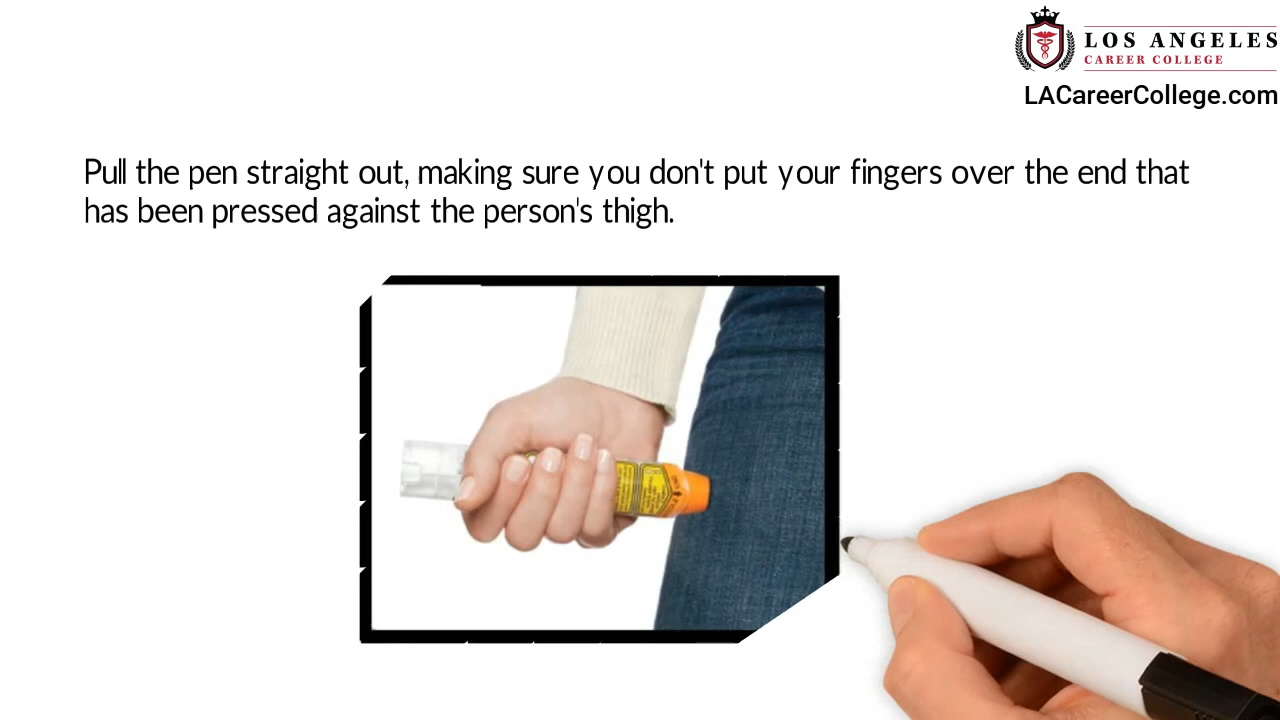 LOS ANGELES
CAREER COLLEGE
LACareerCollege.com
Pull the pen straight out, making sure you don't put your fingers over the end that
has been pressed against the person's thigh.